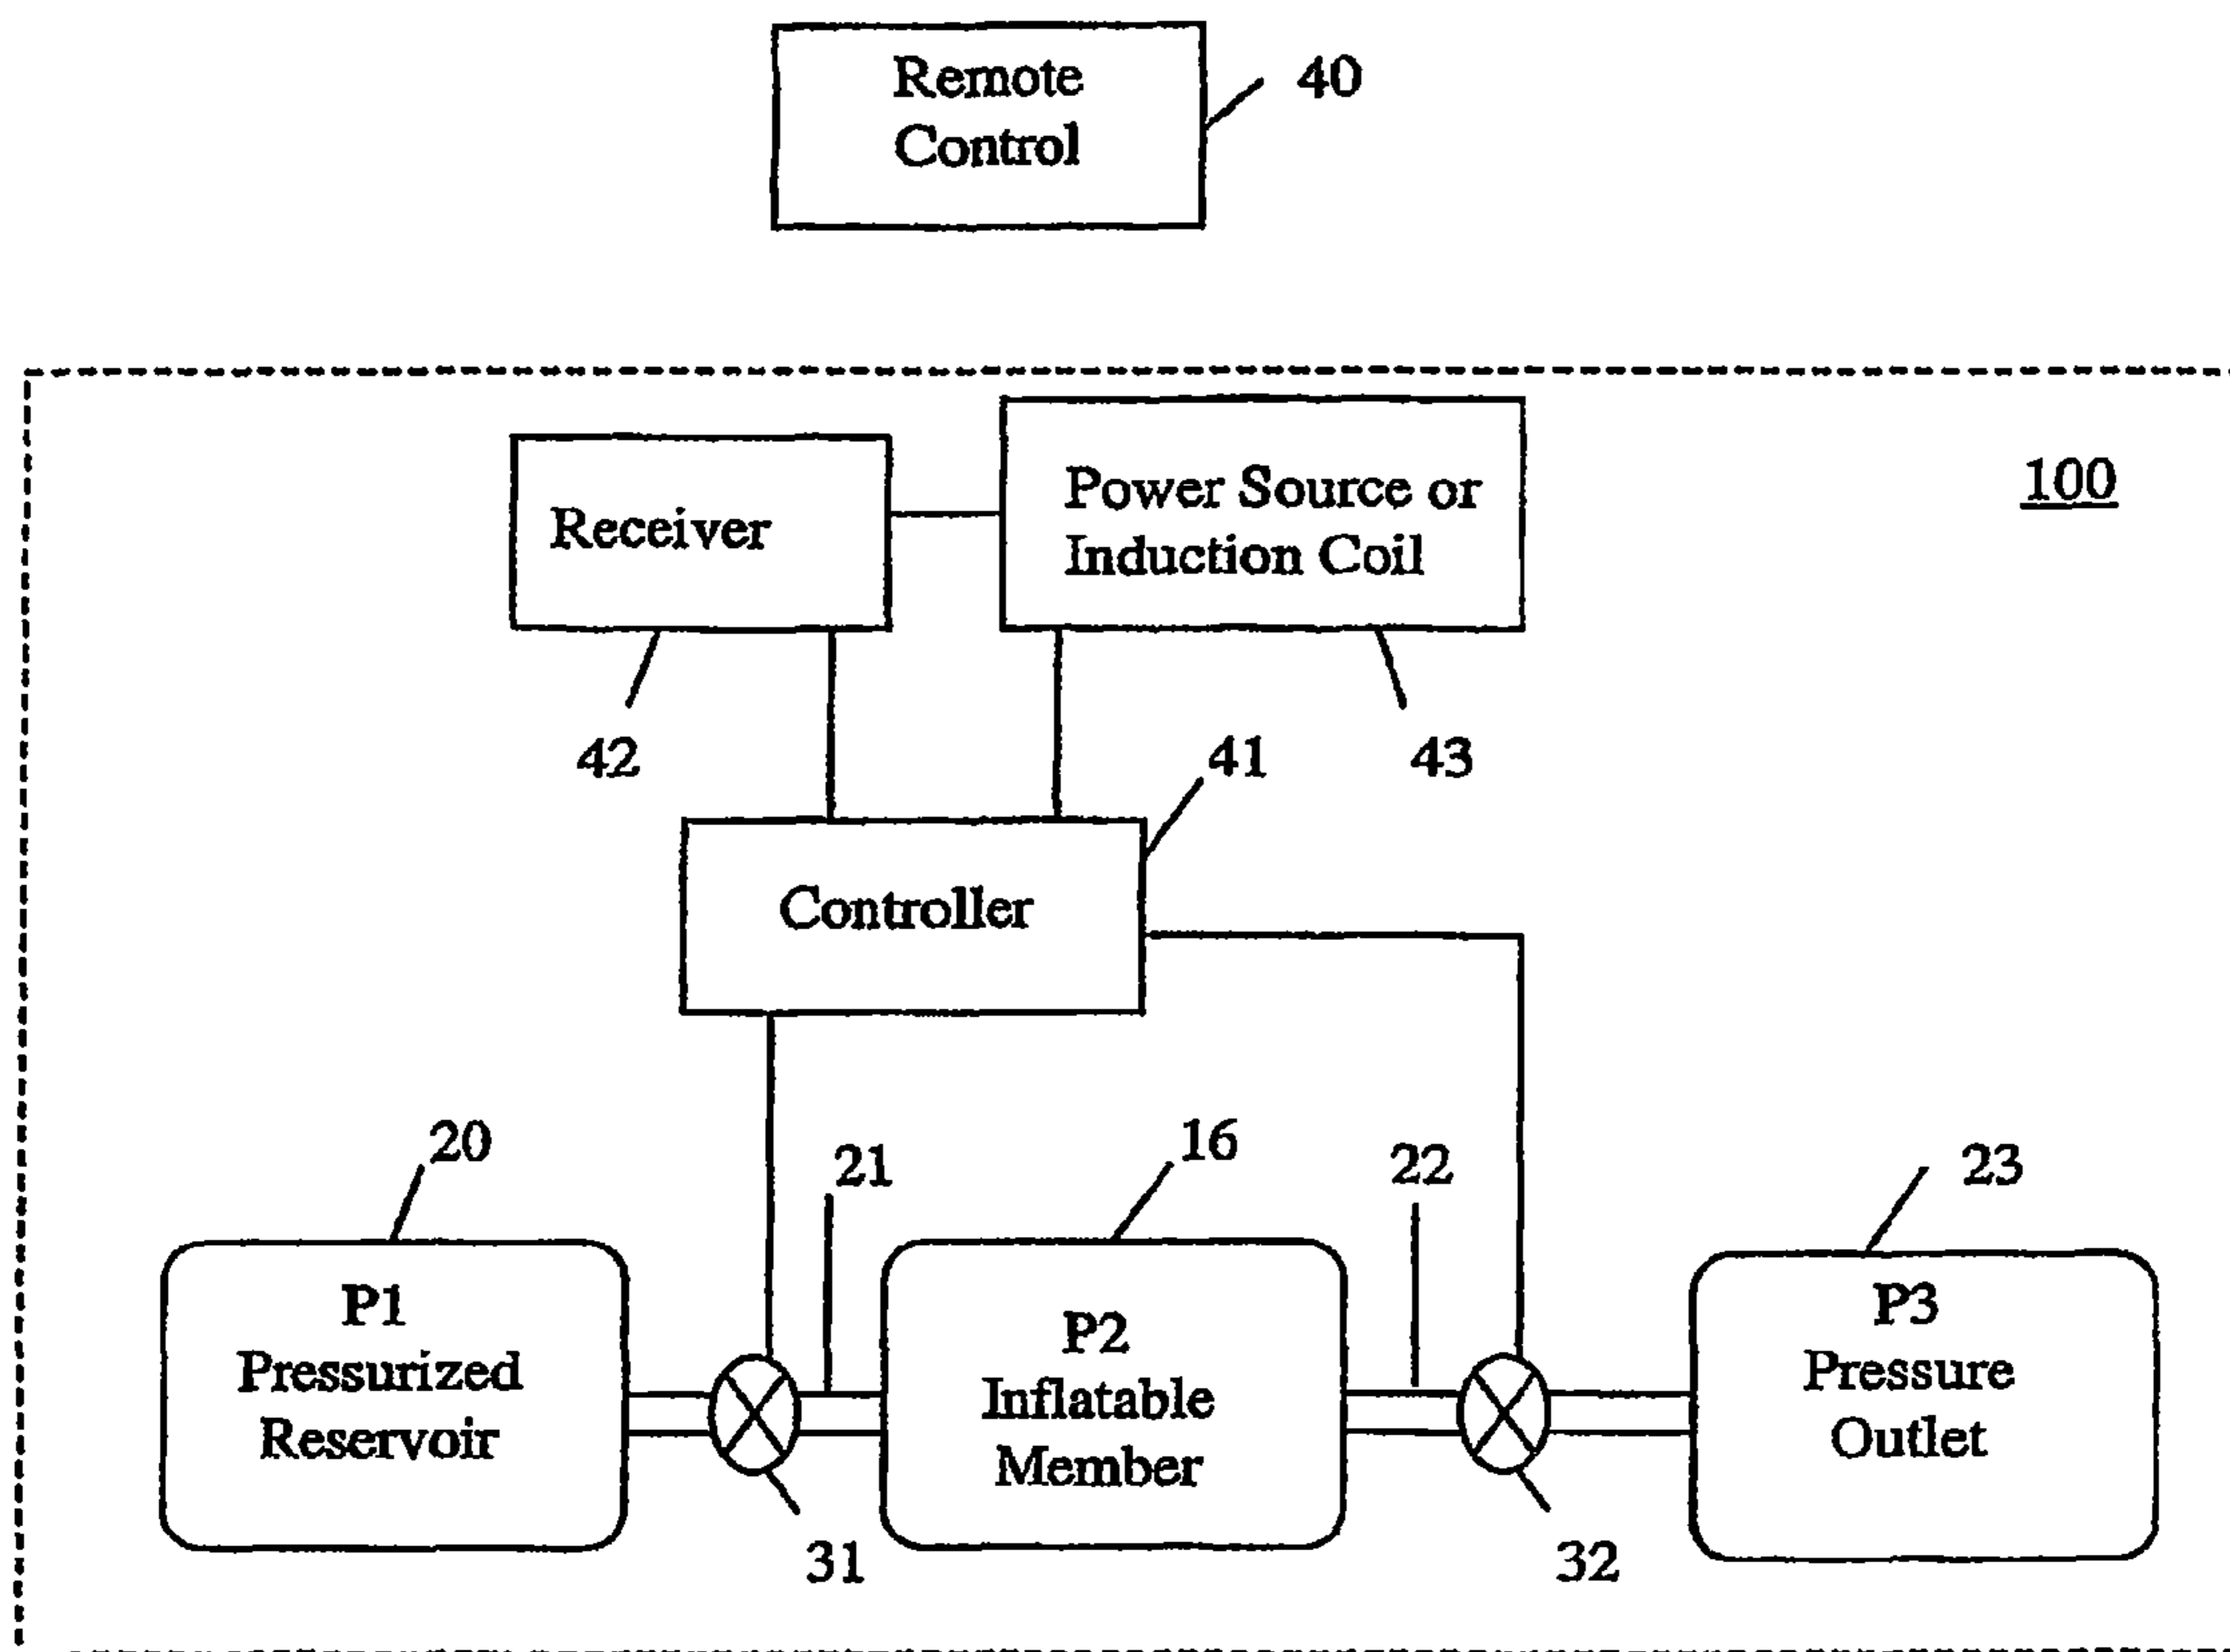 Remote
Control
40
100
Receiver
Power Source or
Induction Coil
42
43
41
Controller
20
21
16
22
23
P1
Pressurized
Reservoir
P2
Inflatable
Member
P3
Pressure
Outlet
31
32